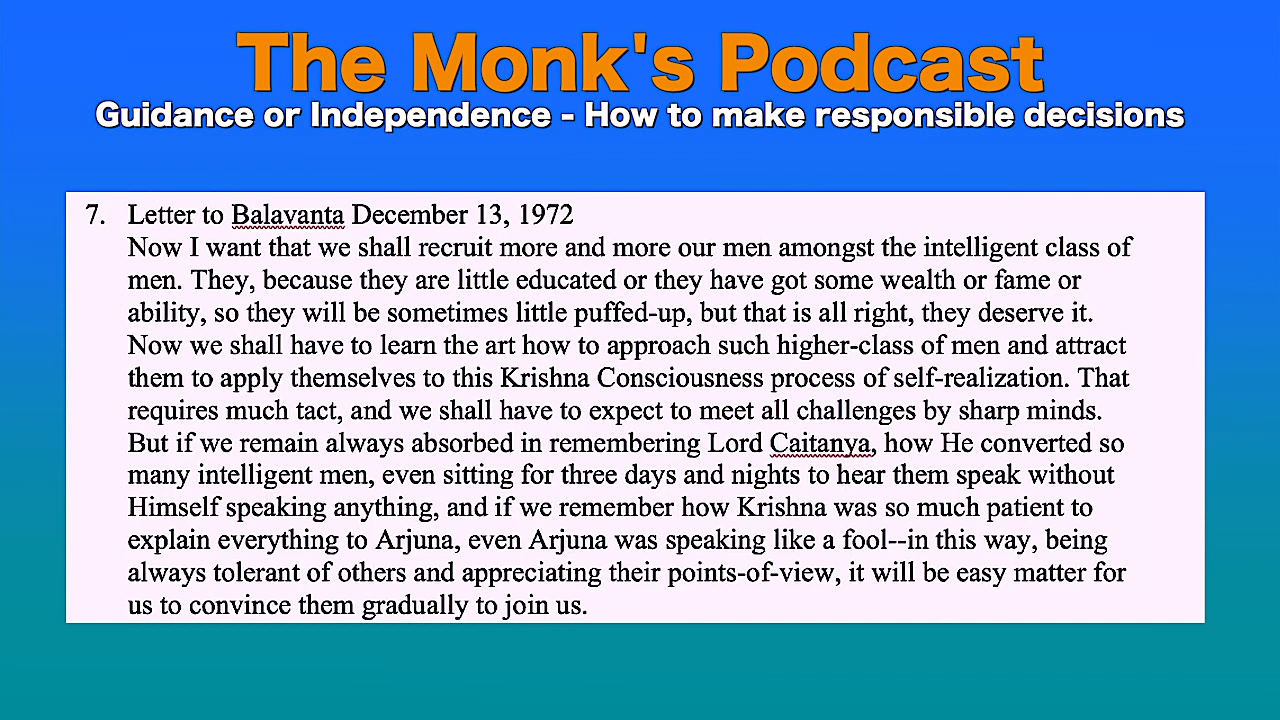 The Monk's Podcast
Guidance or Independence - How to make responsible decisions
7. Letter to Balavanta December 13, 1972
Now I want that we shall recruit more and more our men amongst the intelligent class of
men. They, because they are little educated or they have got some wealth or fame or
ability, so they will be sometimes little puffed-up, but that is all right, they deserve it.
Now we shall have to learn the art how to approach such higher-class of men and attract
them to apply themselves to this Krishna Consciousness process of self-realization. That
requires much tact, and we shall have to expect to meet all challenges by sharp minds.
But if we remain always absorbed in remembering Lord Caitanya, how He converted so
many intelligent men, even sitting for three days and nights to hear them speak without
Himself speaking anything, and if we remember how Krishna was so much patient to
explain everything to Arjuna, even Arjuna was speaking like a fool--in this way, being
always tolerant of others and appreciating their points-of-view, it will be easy matter for
us to convince them gradually to join us.